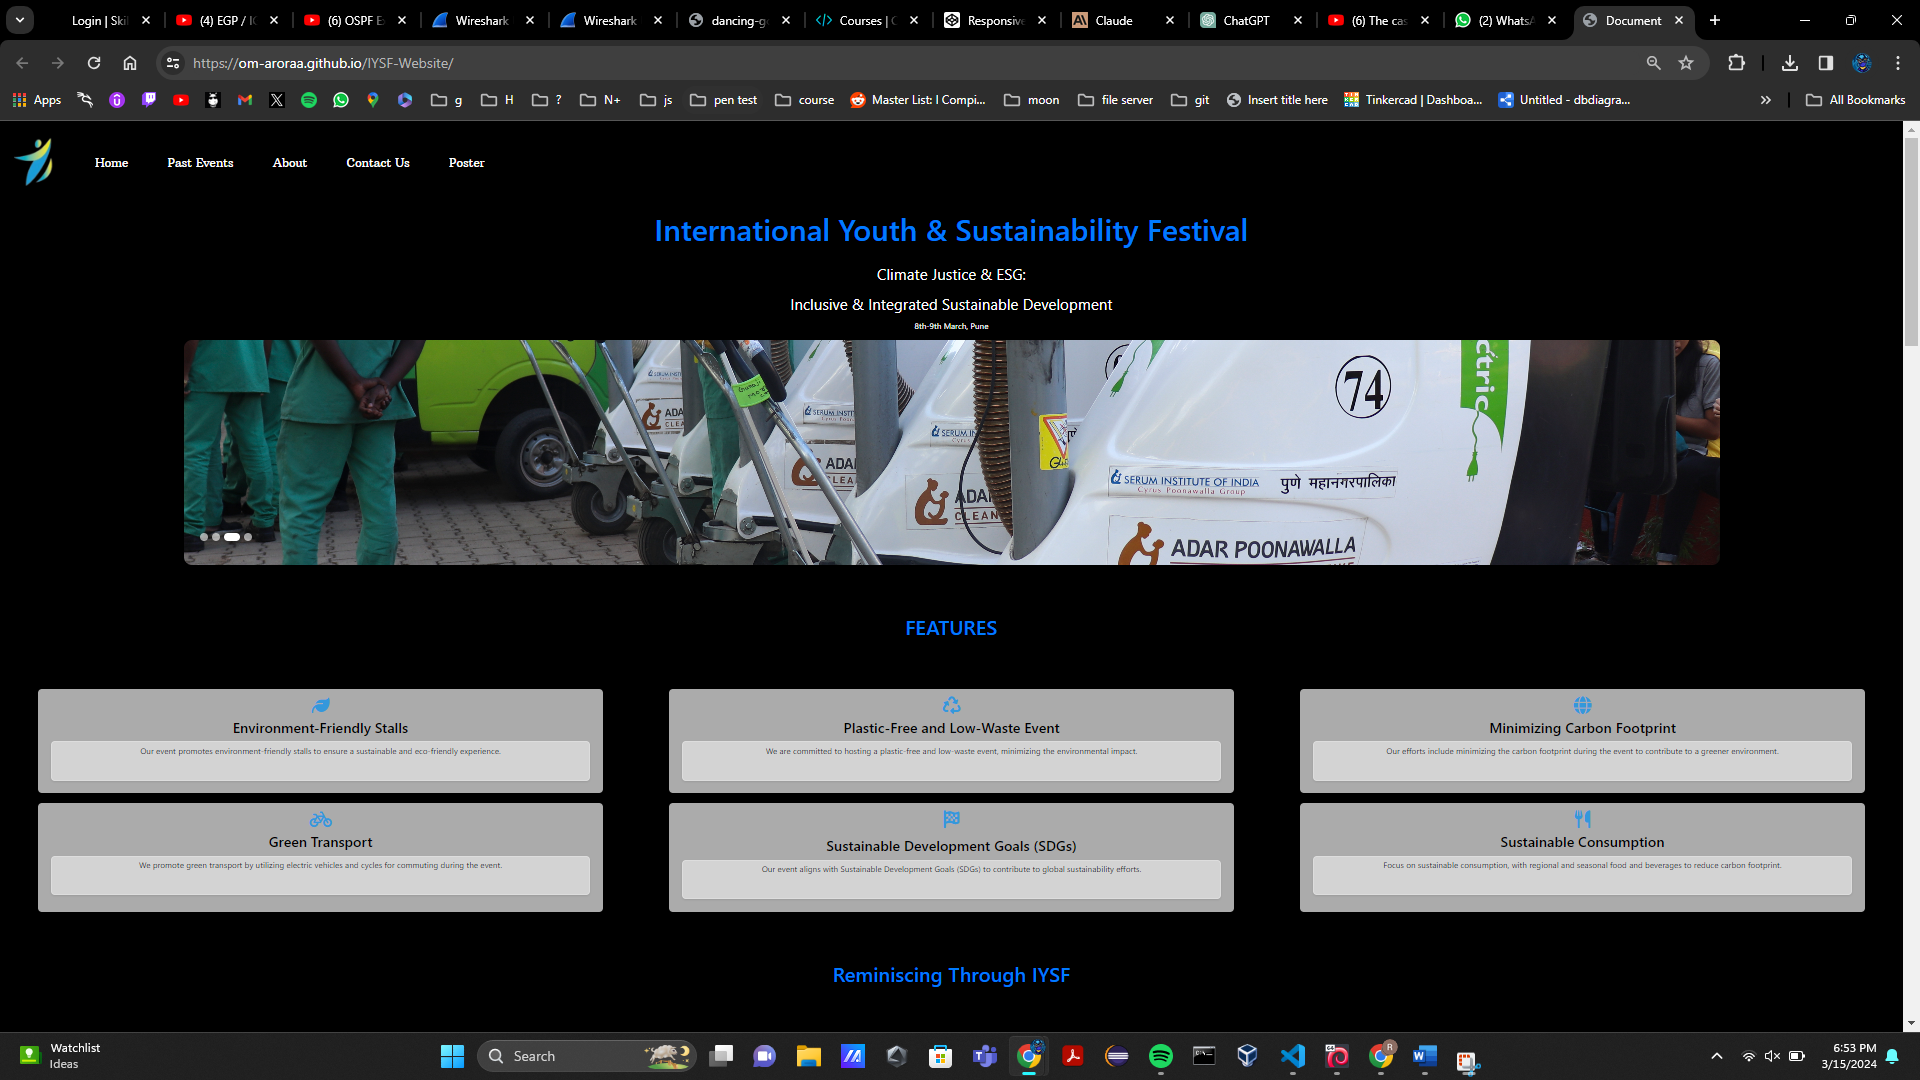 Login | Ski
(4) EGP / I
(6) OSPF E
Wireshark
Wireshark
dancing-g
Courses | C
Responsive
Claude
ChatGPT
(6) The cas
(2) WhatsA
Document
https://om-aroraa.github.io/IYSF-Website/
Apps
g
H
?
N+
js
pen test
course
Master List: I Compi...
moon
file server
git
Insert title here
Tinkercad | Dashboa...
Untitled - dbdiagra...
All Bookmarks
Home
Past Events
About
Contact Us
Poster
International Youth & Sustainability Festival
Climate Justice & ESG:
Inclusive & Integrated Sustainable Development
8th-9th March, Pune
74
ctric
SERUM INSTITUTE OF INDIA
Cyrus Poonawalla Group
पुणे महानगरपालिका
ADAR POONAWALLA
FEATURES
Environment-Friendly Stalls
Our event promotes environment-friendly stalls to ensure a sustainable and eco-friendly experience.
Plastic-Free and Low-Waste Event
We are committed to hosting a plastic-free and low-waste event, minimizing the environmental impact.
Minimizing Carbon Footprint
Our efforts include minimizing the carbon footprint during the event to contribute to a greener environment.
Green Transport
We promote green transport by utilizing electric vehicles and cycles for commuting during the event.
Sustainable Development Goals (SDGs)
Our event aligns with Sustainable Development Goals (SDGs) to contribute to global sustainability efforts.
Sustainable Consumption
Focus on sustainable consumption, with regional and seasonal food and beverages to reduce carbon footprint.
Reminiscing Through IYSF
Watchlist
Ideas
Search
6:53 PM
3/15/2024